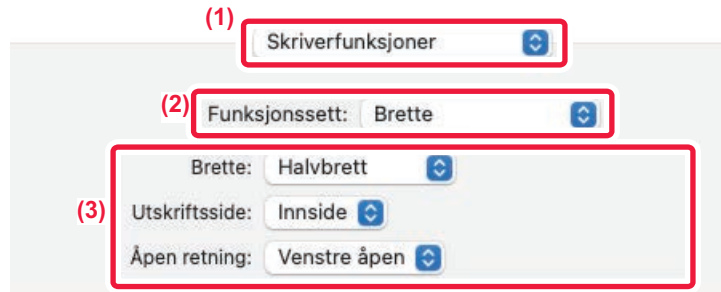 (1)
Skriverfunksjoner
(2) Funksjonssett: Brette
Brette: Halvbrett
(3) Utskriftsside: Innside
Åpen retning: Venstre åpen